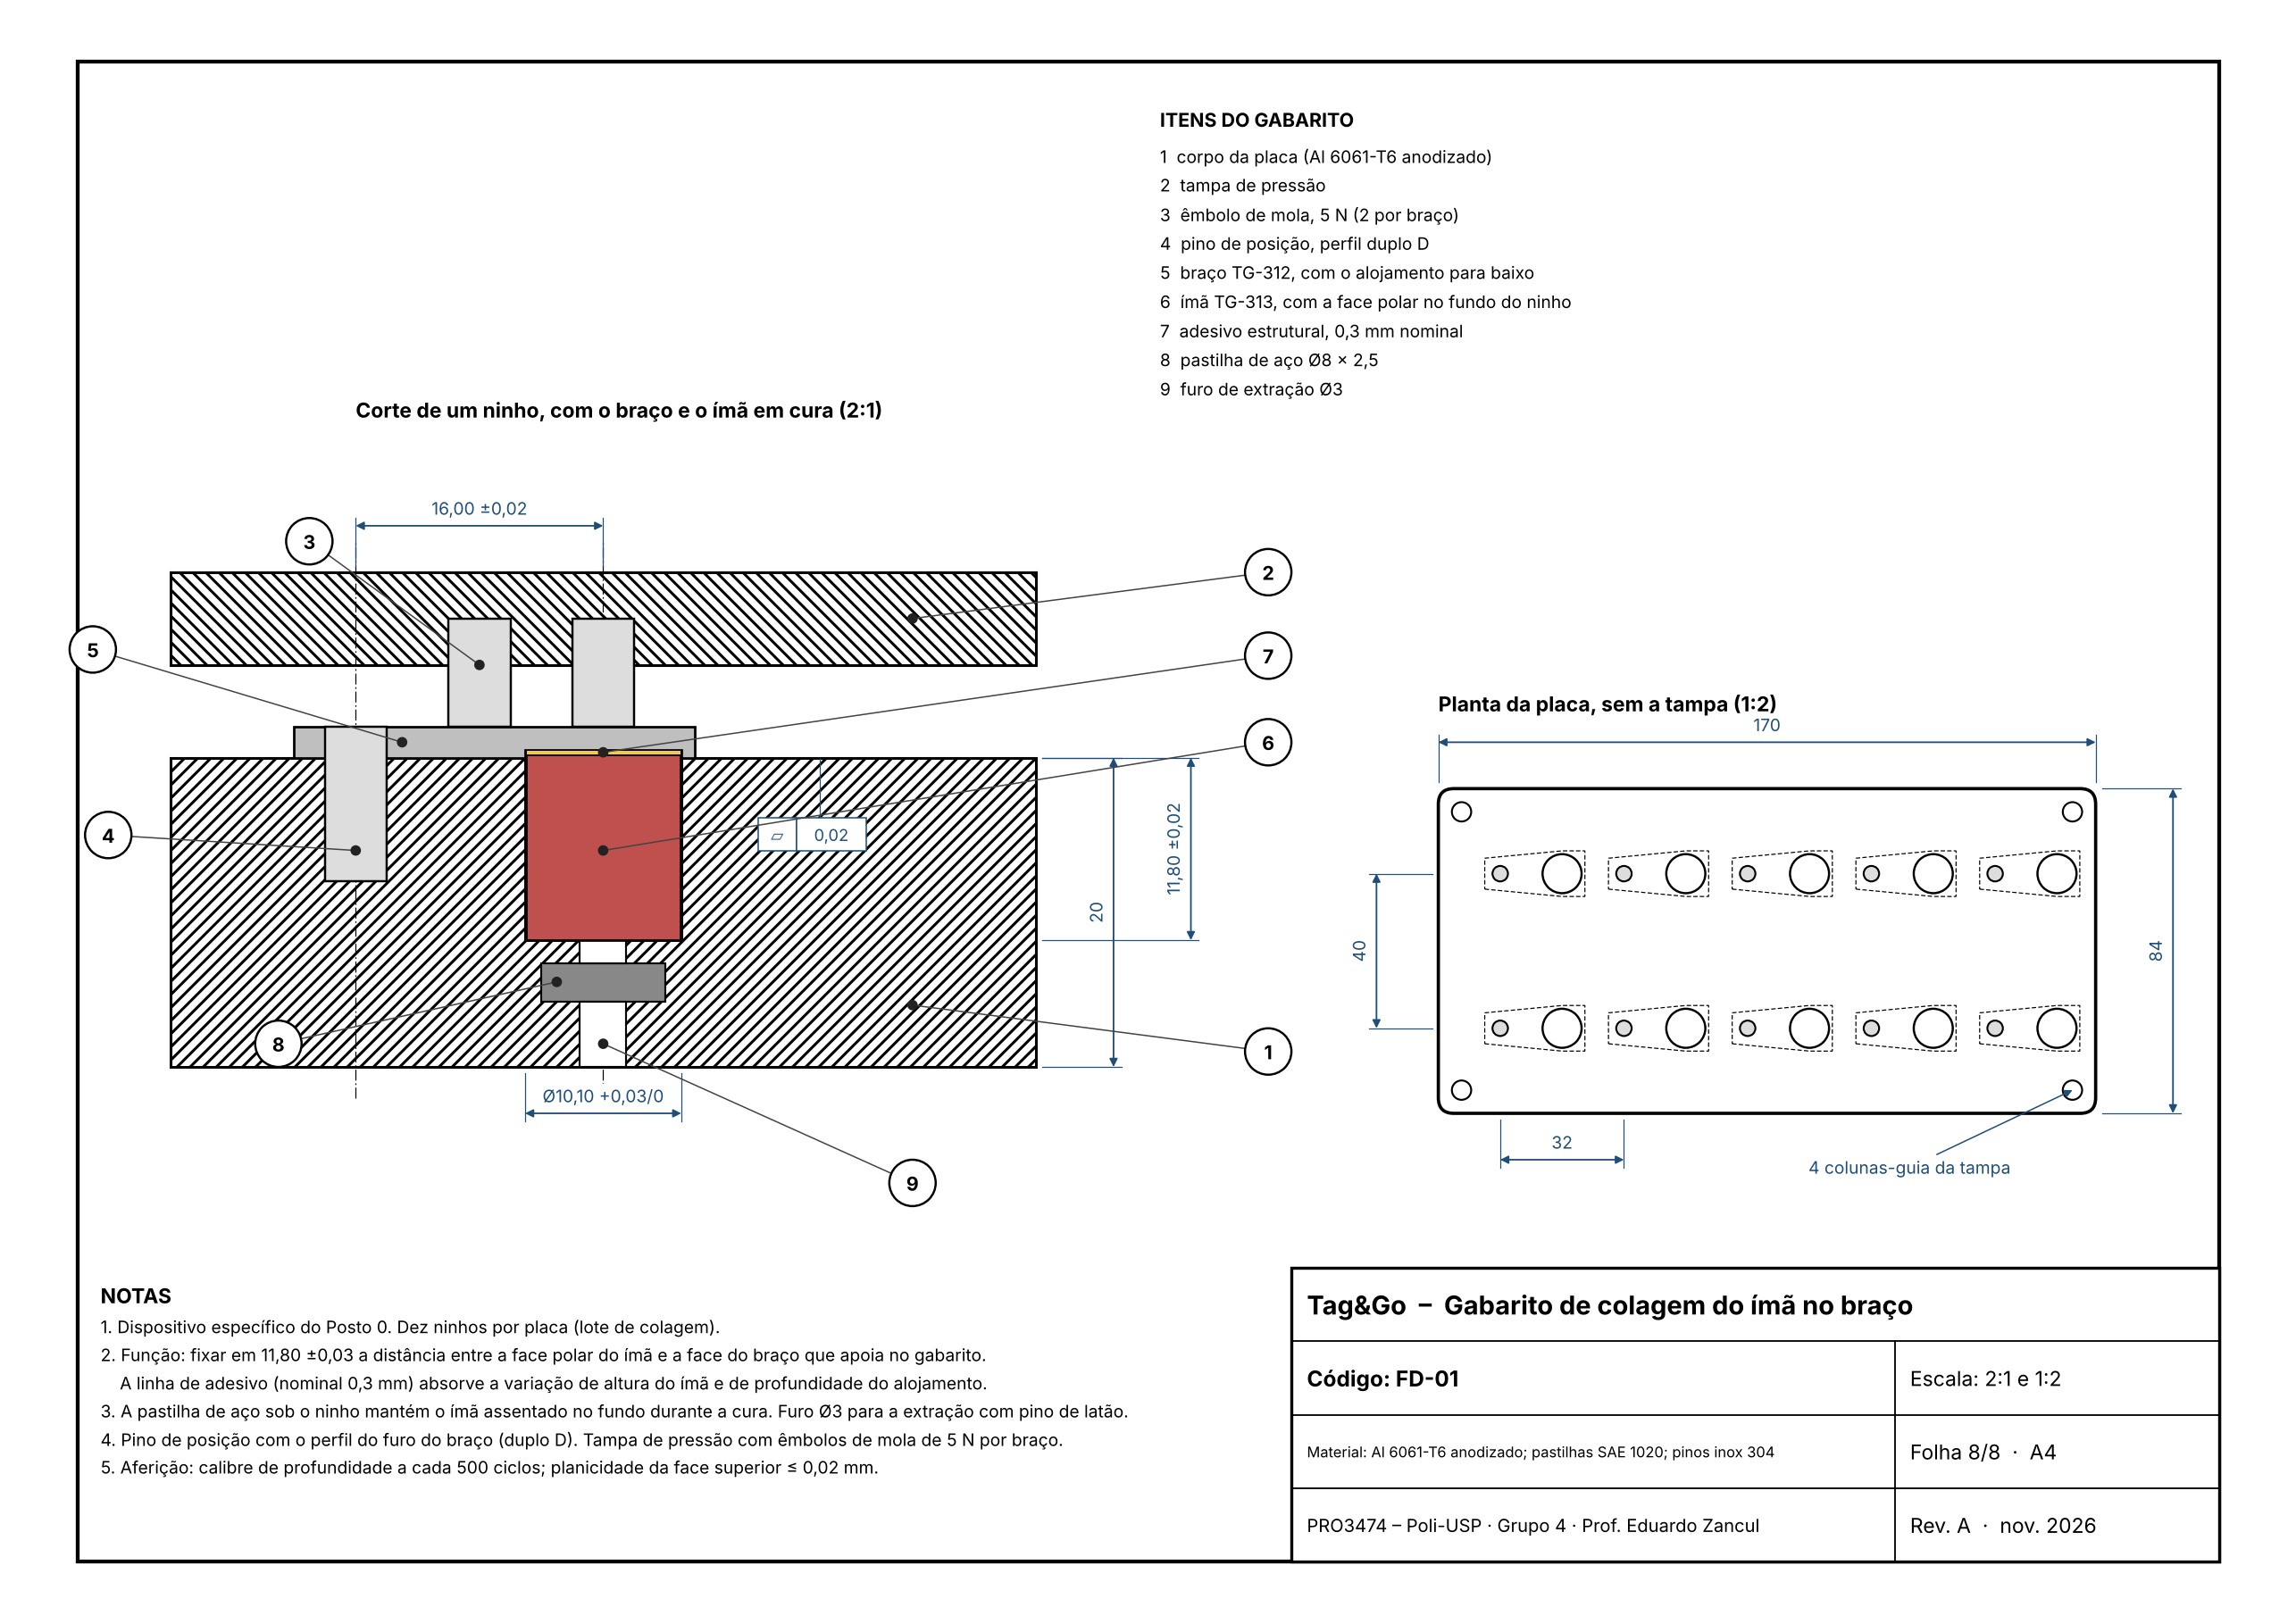 ITENS DO GABARITO
1 corpo da placa (Al 6061-T6 anodizado)
2 tampa de pressão
3 êmbolo de mola, 5 N (2 por braço)
4 pino de posição, perfil duplo D
5 braço TG-312, com o alojamento para baixo
6 ímã TG-313, com a face polar no fundo do ninho
7 adesivo estrutural, 0,3 mm nominal
8 pastilha de aço Ø8 × 2,5
9 furo de extração Ø3
Corte de um ninho, com o braço e o ímã em cura (2:1)
16,00 ±0,02
3
2
5
7
6
4
▱ 0,02
11,80 ±0,02
20
8
1
Ø10,10 +0,03/0
9
Planta da placa, sem a tampa (1:2)
170
40
84
32
4 colunas-guia da tampa
NOTAS
1. Dispositivo específico do Posto 0. Dez ninhos por placa (lote de colagem).
2. Função: fixar em 11,80 ±0,03 a distância entre a face polar do ímã e a face do braço que apoia no gabarito.
A linha de adesivo (nominal 0,3 mm) absorve a variação de altura do ímã e de profundidade do alojamento.
3. A pastilha de aço sob o ninho mantém o ímã assentado no fundo durante a cura. Furo Ø3 para a extração com pino de latão.
4. Pino de posição com o perfil do furo do braço (duplo D). Tampa de pressão com êmbolos de mola de 5 N por braço.
5. Aferição: calibre de profundidade a cada 500 ciclos; planicidade da face superior ≤ 0,02 mm.
Tag&Go – Gabarito de colagem do ímã no braço
Código: FD-01
Escala: 2:1 e 1:2
Material: Al 6061-T6 anodizado; pastilhas SAE 1020; pinos inox 304
Folha 8/8 · A4
PRO3474 – Poli-USP · Grupo 4 · Prof. Eduardo Zancul
Rev. A · nov. 2026